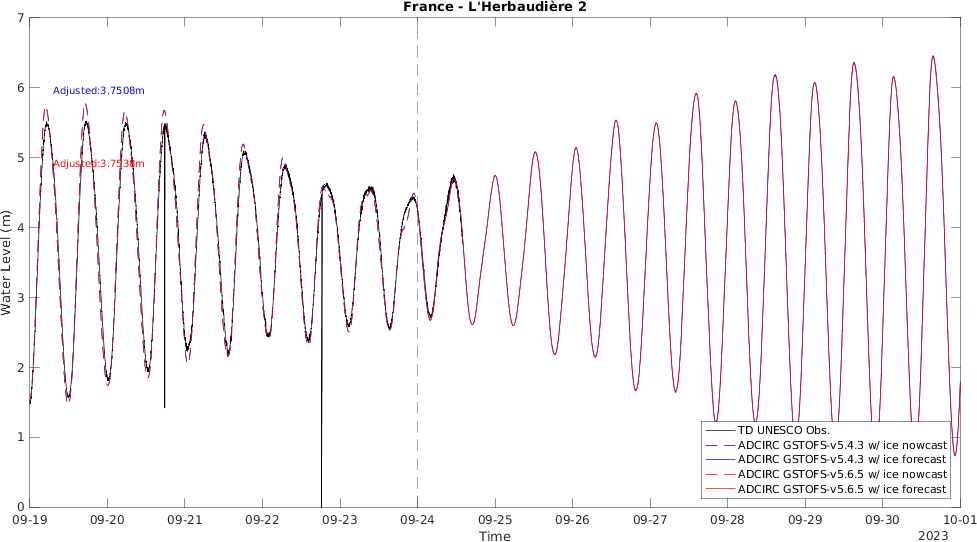 France - L'Herbaudière 2
7
6
5
4
3
2
1
0
Water Level (m)
Adjusted:3.7508m
Adjusted:3.7538m
TD UNESCO Obs.
ADCIRC GSTOFS-v5.4.3 w/ ice nowcast
ADCIRC GSTOFS-v5.4.3 w/ ice forecast
ADCIRC GSTOFS-v5.6.5 w/ ice nowcast
ADCIRC GSTOFS-v5.6.5 w/ ice forecast
09-19 09-20 09-21 09-22 09-23 09-24 09-25 09-26 09-27 09-28 09-29 09-30 10-01
Time
2023